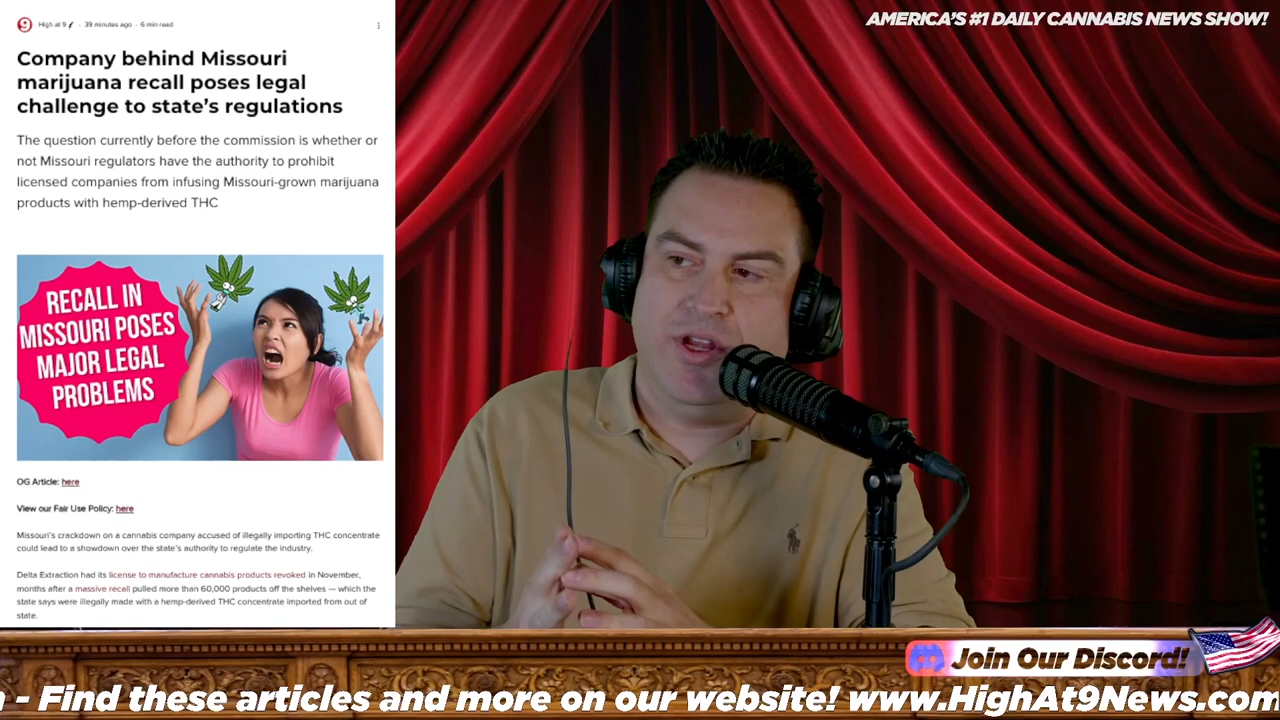 AMERICA'S #1 DAILY CANNABIS NEWS SHOW!
9
High at 9 · 39 minutes ago · 6 min read
Company behind Missouri
marijuana recall poses legal
challenge to state's regulations
The question currently before the commission is whether or
not Missouri regulators have the authority to prohibit
licensed companies from infusing Missouri-grown marijuana
products with hemp-derived THC
RECALL IN
MISSOURI POSES
MAJOR LEGAL
PROBLEMS
OG Article: here
View our Fair Use Policy: here
Missouri's crackdown on a cannabis company accused of illegally importing THC concentrate
could lead to a showdown over the state's authority to regulate the industry.
Delta Extraction had its license to manufacture cannabis products revoked in November,
months after a massive recall pulled more than 60,000 products off the shelves — which the
state says were illegally made with a hemp-derived THC concentrate imported from out of
state.
Join Our Discord!
- Find these articles and more on our website! www.HighAt9News.com